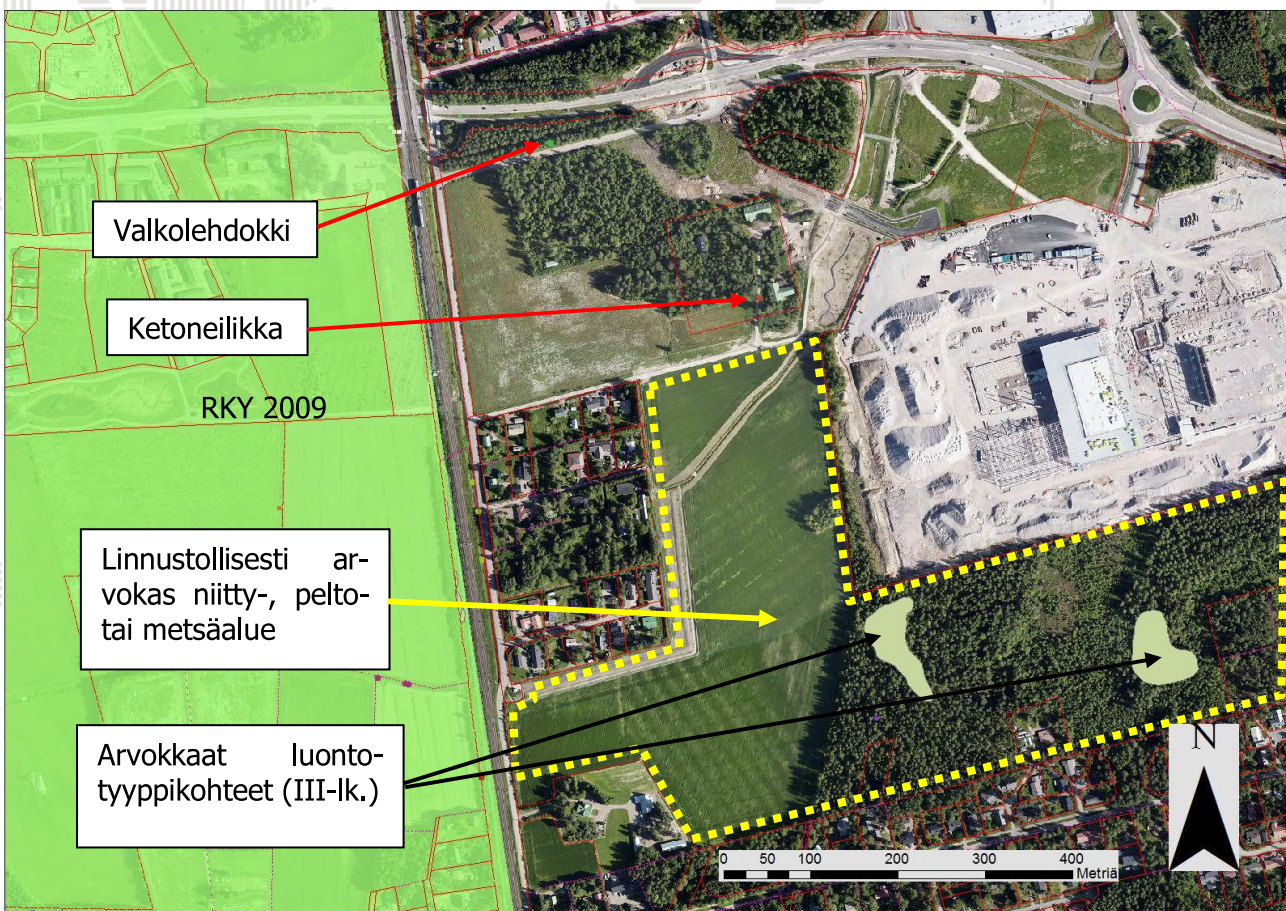 Valkolehdokki
Ketoneilikka
RKY 2009
Linnustollisesti ar-
vokas niitty-, pelto-
tai metsäalue
Arvokkaat luonto-
tyyppikohteet (III-lk.)
N
0 50 100 200 300 400
Metriä